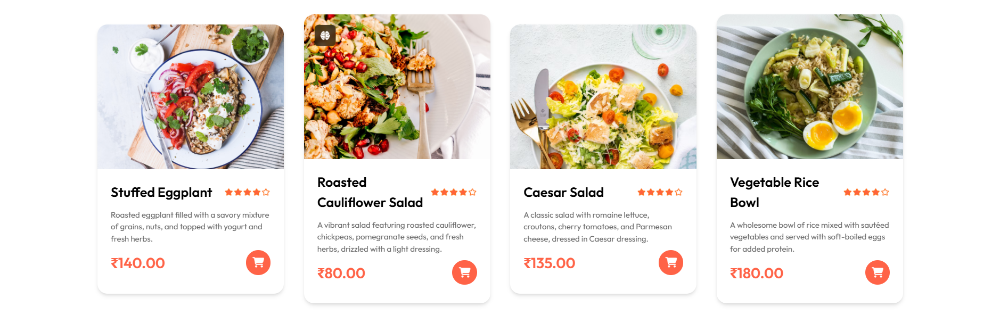 Stuffed Eggplant
Roasted eggplant filled with a savory mixture
of grains, nuts, and topped with yogurt and
fresh herbs.
₹140.00
Roasted
Cauliflower Salad
A vibrant salad featuring roasted cauliflower,
chickpeas, pomegranate seeds, and fresh
herbs, drizzled with a light dressing.
₹80.00
Caesar Salad
A classic salad with romaine lettuce,
croutons, cherry tomatoes, and Parmesan
cheese, dressed in Caesar dressing.
₹135.00
Vegetable Rice
Bowl
A wholesome bowl of rice mixed with sautéed
vegetables and served with soft-boiled eggs
for added protein.
₹180.00